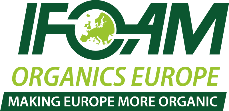 IFOAM
ORGANICS EUROPE
MAKING EUROPE MORE ORGANIC